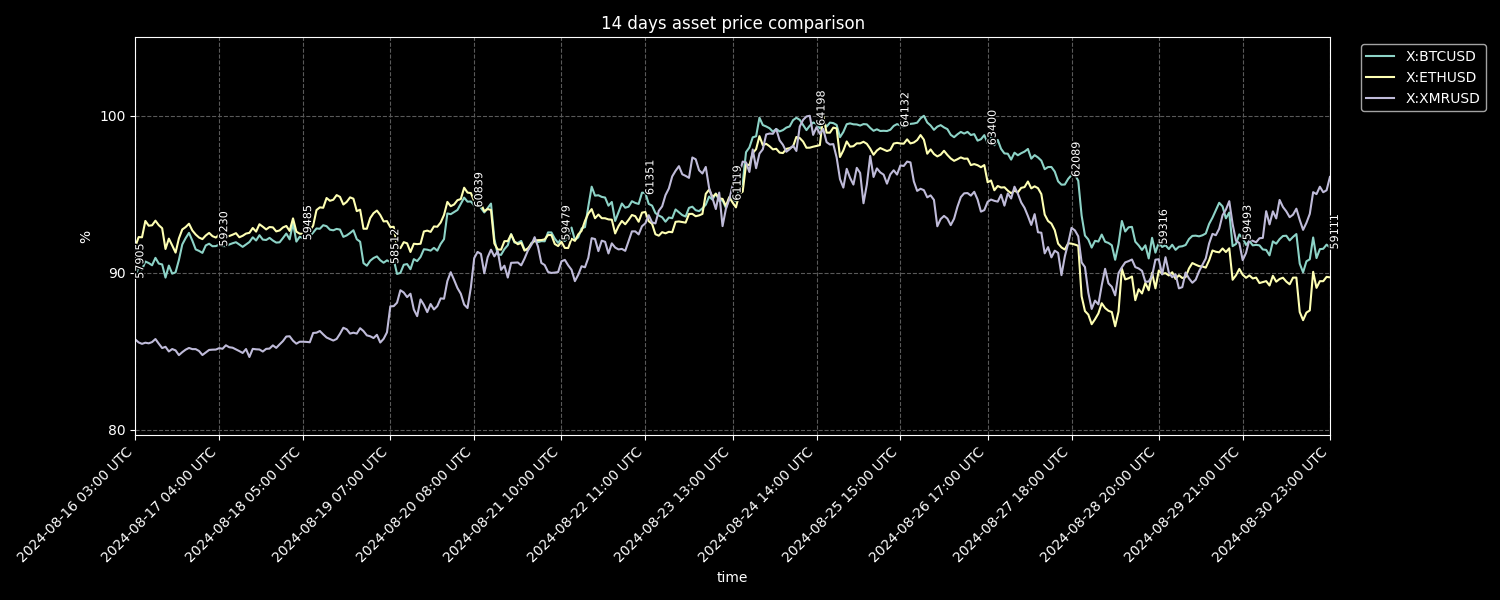 14 days asset price comparison
X:BTCUSD
X:ETHUSD
X:XMRUSD
%
100
90
80
57905
59230
59485
58512
60839
59479
61351
61119
64198
64132
63400
62089
59316
59493
59111
2024-08-16 03:00 UTC
2024-08-17 04:00 UTC
2024-08-18 05:00 UTC
2024-08-19 07:00 UTC
2024-08-20 08:00 UTC
2024-08-21 10:00 UTC
2024-08-22 11:00 UTC
2024-08-23 13:00 UTC
2024-08-24 14:00 UTC
2024-08-25 15:00 UTC
2024-08-26 17:00 UTC
2024-08-27 18:00 UTC
2024-08-28 20:00 UTC
2024-08-29 21:00 UTC
2024-08-30 23:00 UTC
time